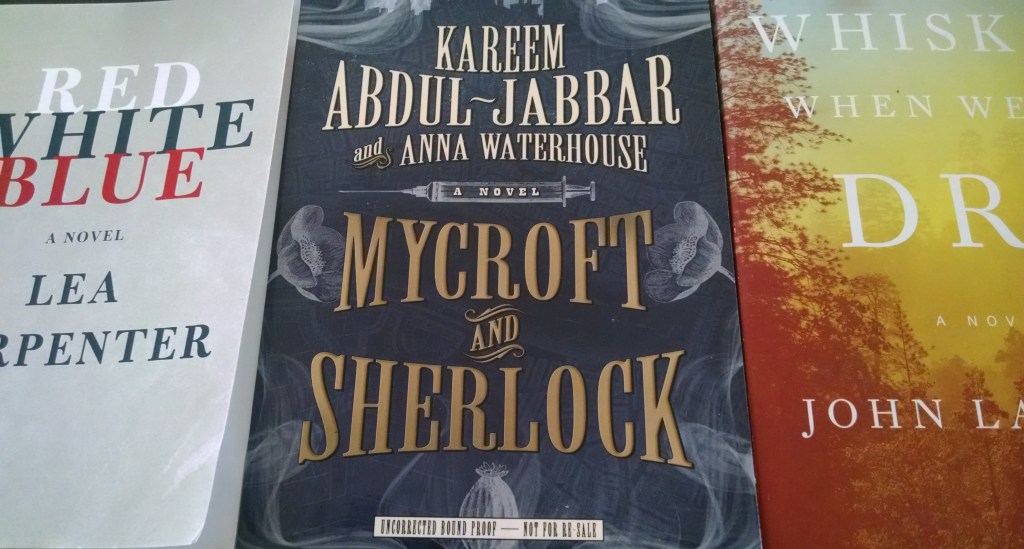 RED
WHITE
BLUE
A NOVEL
LEA
RPENTER
KAREEM
ABDUL~JABBAR
and ANNA WATERHOUSE
A NOVEL
MYCROFT
AND
SHERLOCK
UNCORRECTED BOUND PROOF — NOT FOR RE-SALE
WHISK
WHEN WE
DR
A NOV
JOHN LA